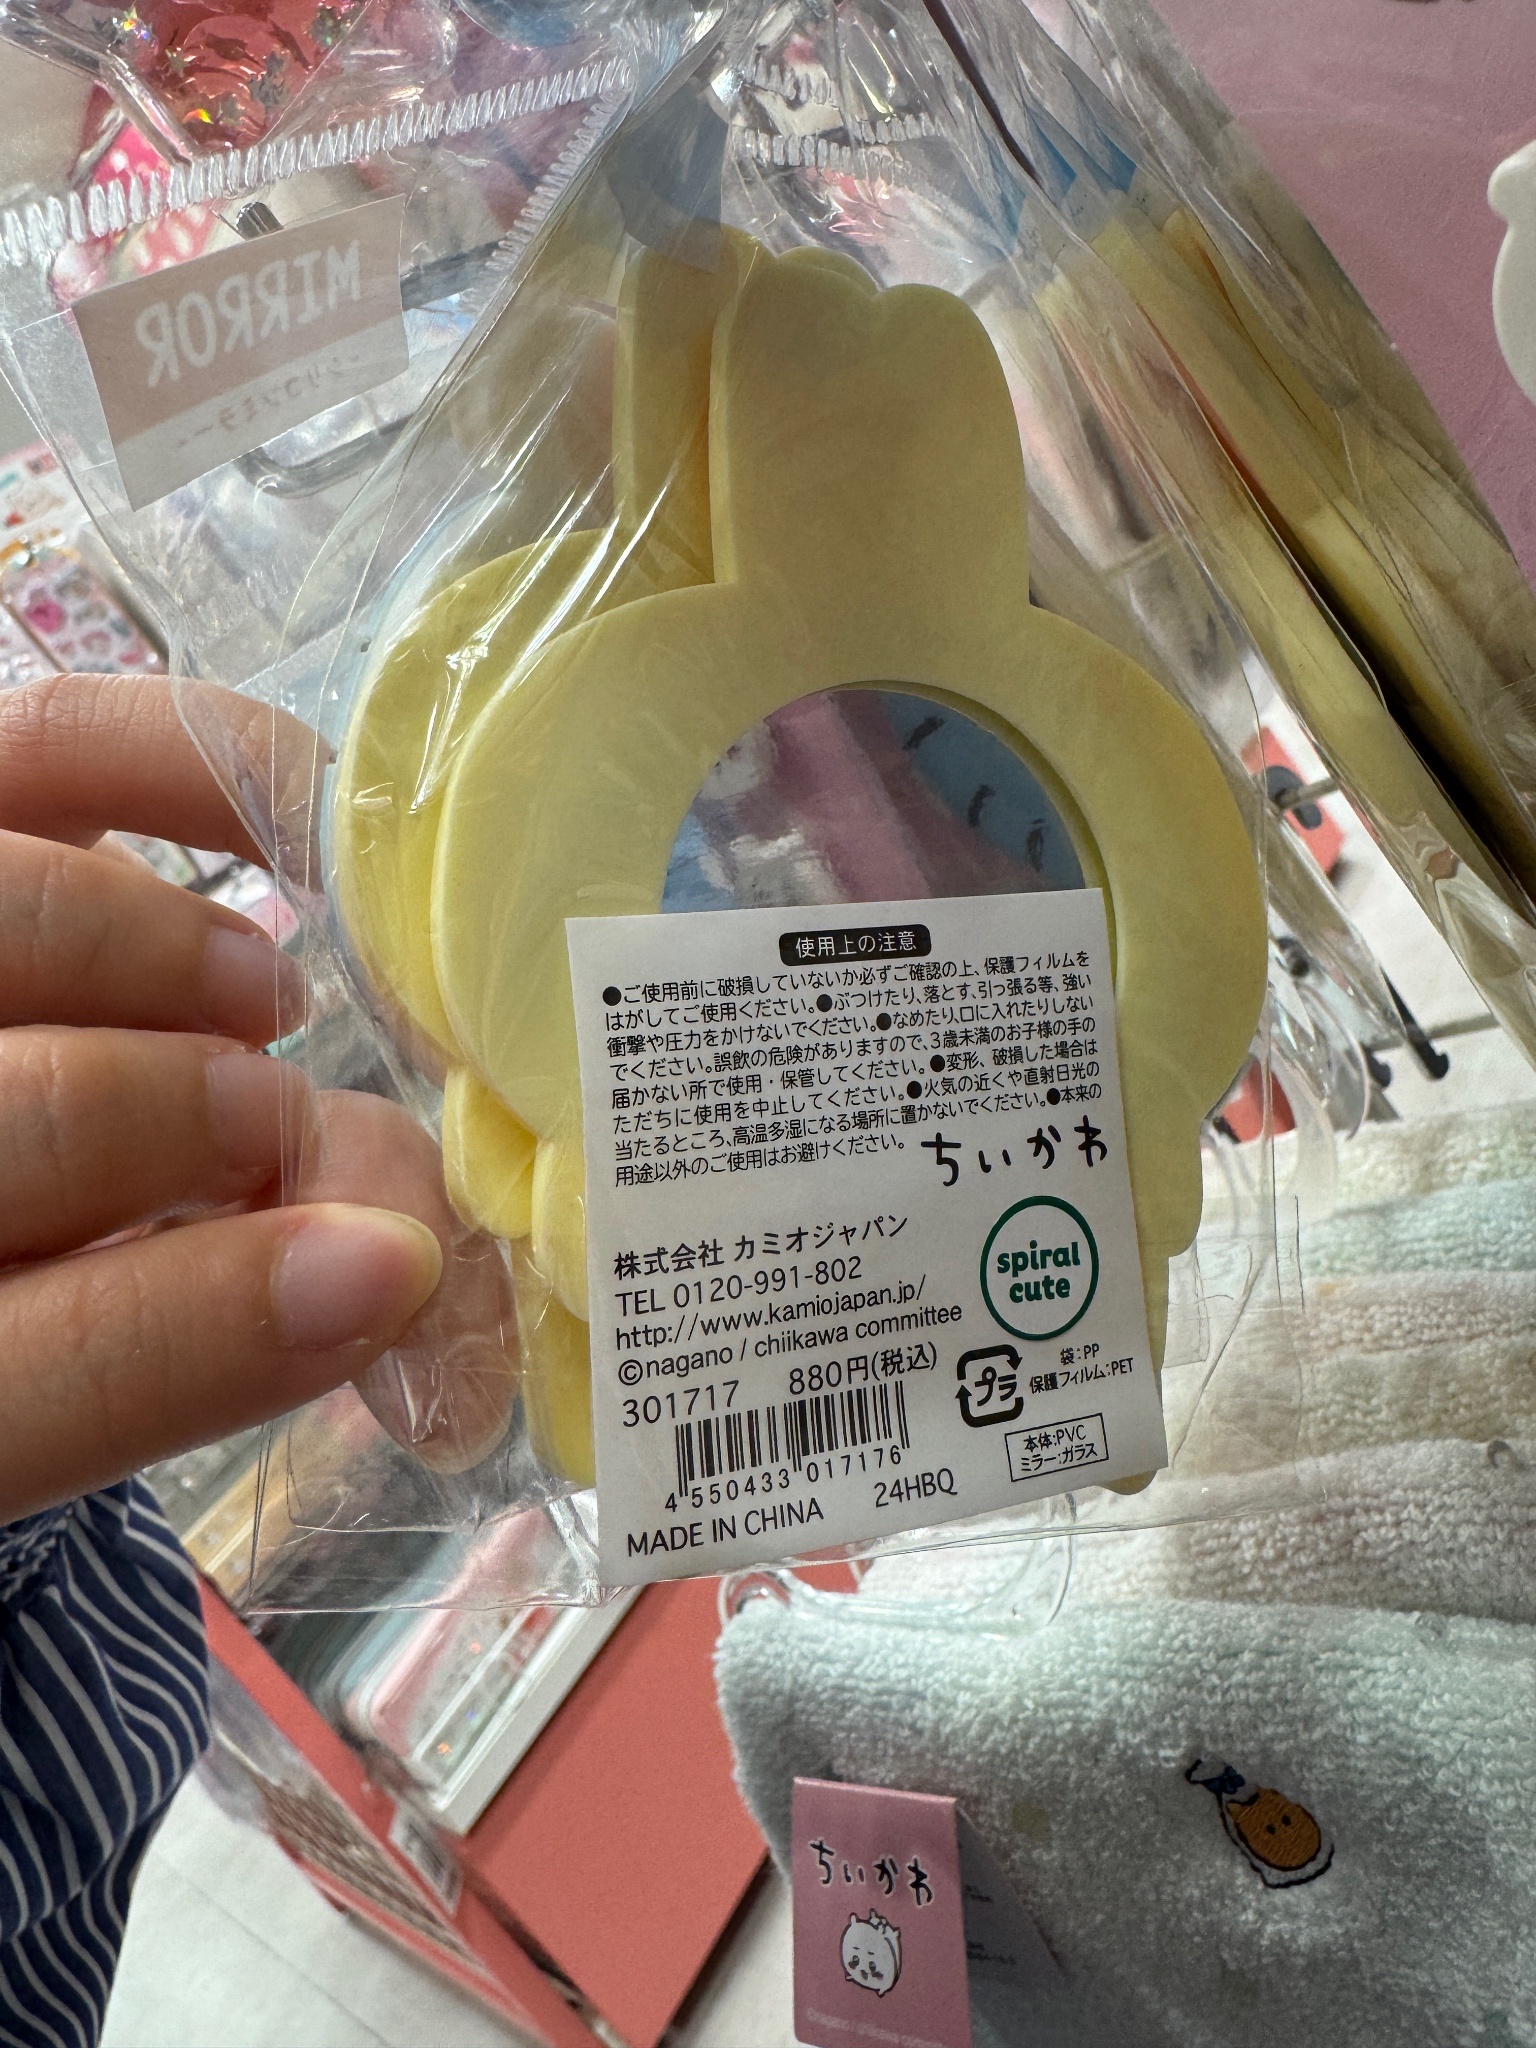 MIRROR
シリコンミラー
使用上の注意
●ご使用前に破損していないか必ずご確認の上、保護フィルムを
はがしてご使用ください。●ぶつけたり、落とす、引っ張る等、強い
衝撃や圧力をかけないでください。●なめたり、口に入れたりしない
でください。誤飲の危険がありますので、3歳未満のお子様の手の
届かない所で使用・保管してください。●変形、破損した場合は
ただちに使用を中止してください。●火気の近くや直射日光の
当たるところ、高温多湿になる場所に置かないでください。●本来の
用途以外のご使用はお避けください。
ちいかわ
株式会社 カミオジャパン
TEL 0120-991-802
http://www.kamiojapan.jp/
©nagano / chiikawa committee
spiral
cute
301717 880円(税込)
プラ
袋:PP
保護フィルム:PET
本体:PVC
ミラー:ガラス
4 550433 017176
MADE IN CHINA 24HBQ
ちいかわ